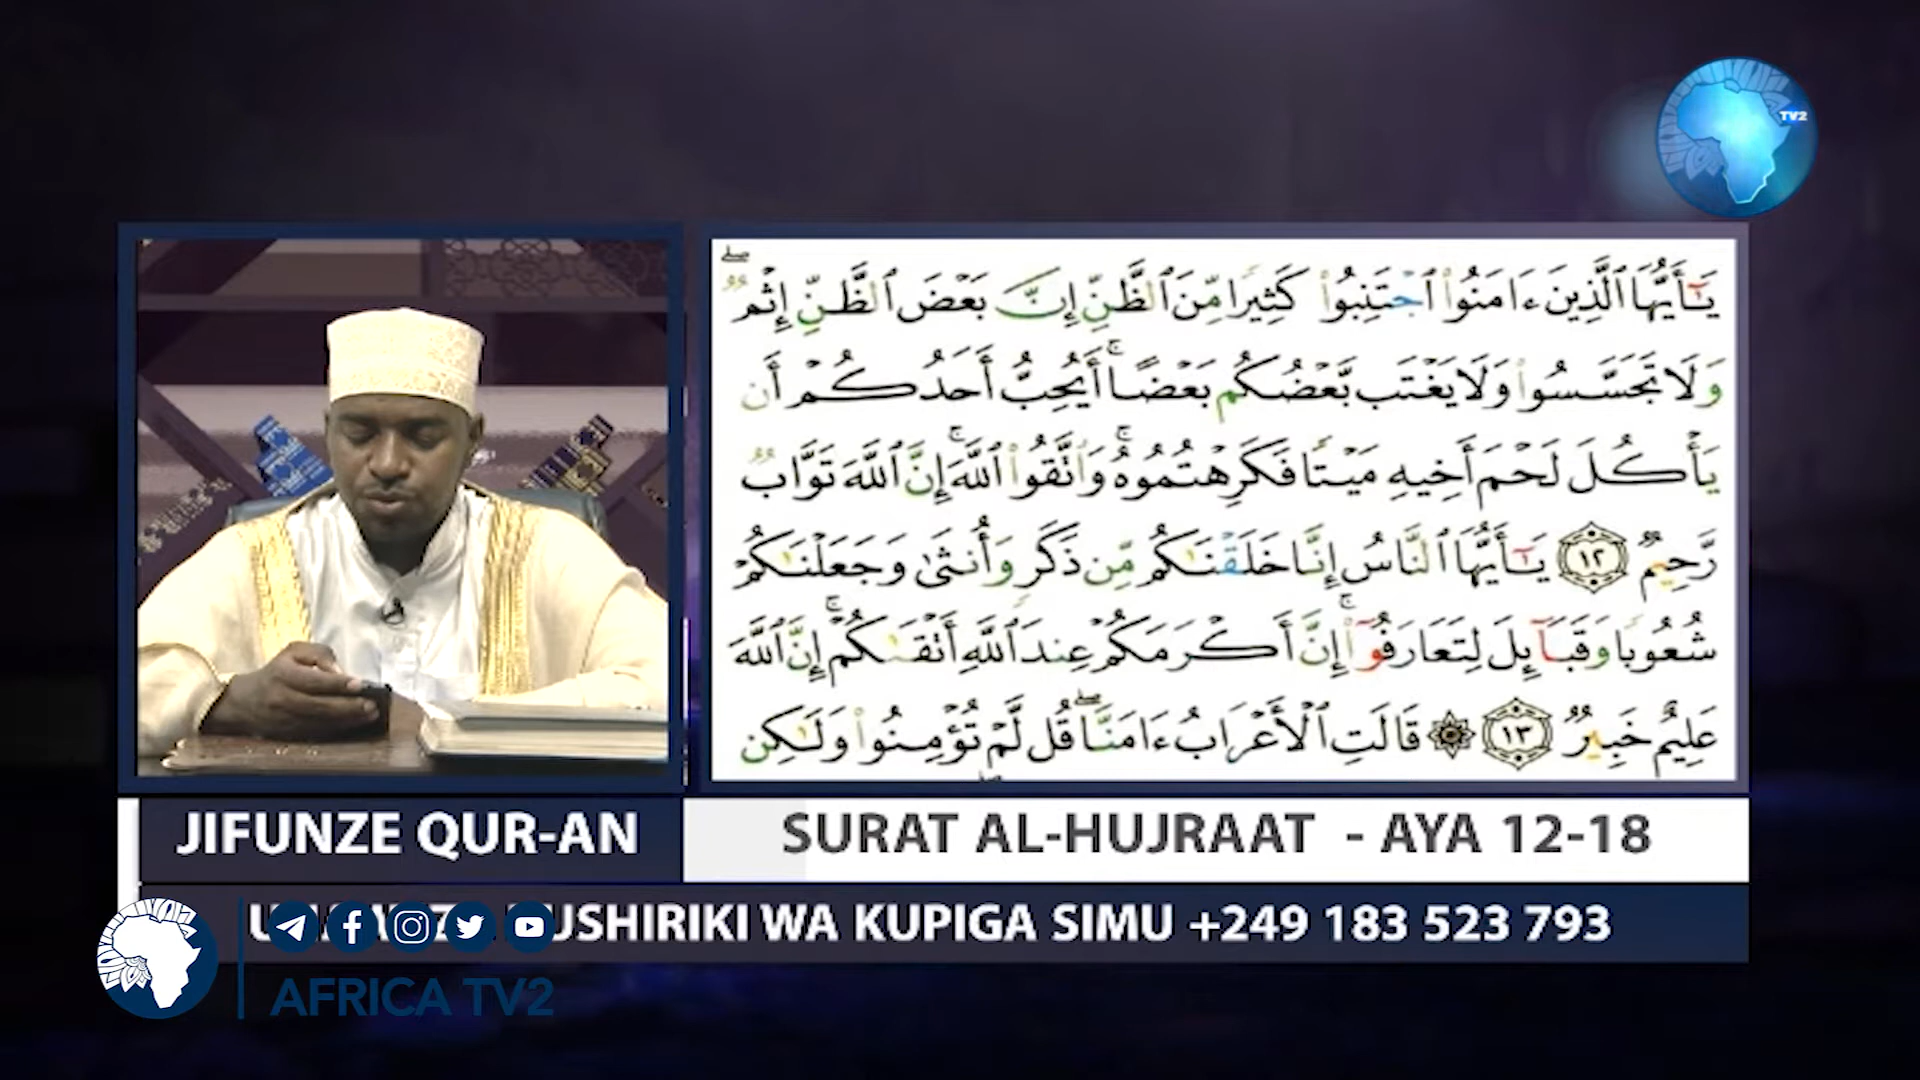 TV2
يَـٰٓأَيُّهَا ٱلَّذِينَ ءَامَنُوا۟ ٱجْتَنِبُوا۟ كَثِيرًا مِّنَ ٱلظَّنِّ إِنَّ بَعْضَ ٱلظَّنِّ إِثْمٌ ۖ
وَلَا تَجَسَّسُوا۟ وَلَا يَغْتَب بَّعْضُكُم بَعْضًا ۚ أَيُحِبُّ أَحَدُكُمْ أَن
يَأْكُلَ لَحْمَ أَخِيهِ مَيْتًا فَكَرِهْتُمُوهُ ۚ وَٱتَّقُوا۟ ٱللَّهَ ۚ إِنَّ ٱللَّهَ تَوَّابٌ
رَّحِيمٌ ١٢ يَـٰٓأَيُّهَا ٱلنَّاسُ إِنَّا خَلَقْنَـٰكُم مِّن ذَكَرٍ وَأُنثَىٰ وَجَعَلْنَـٰكُمْ
شُعُوبًا وَقَبَآئِلَ لِتَعَارَفُوٓا۟ ۚ إِنَّ أَكْرَمَكُمْ عِندَ ٱللَّهِ أَتْقَىٰكُمْ ۚ إِنَّ ٱللَّهَ
عَلِيمٌ خَبِيرٌ ١٣ ۞ قَالَتِ ٱلْأَعْرَابُ ءَامَنَّا ۖ قُل لَّمْ تُؤْمِنُوا۟ وَلَـٰكِن
JIFUNZE QUR-AN
SURAT AL-HUJRAAT - AYA 12-18
WA KUPIGA SIMU +249 183 523 793
AFRICA TV2